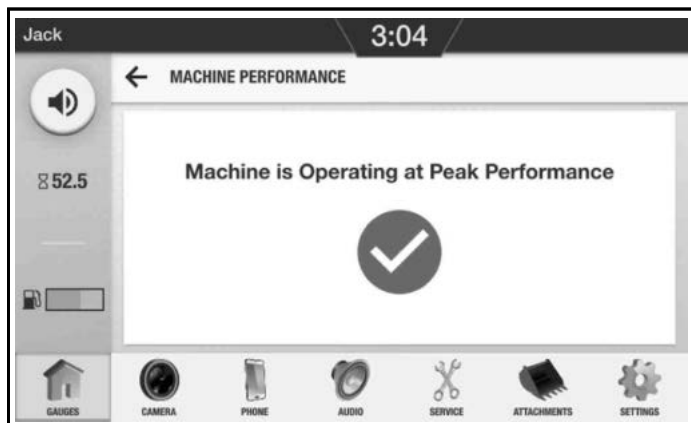 Jack
3:04
MACHINE PERFORMANCE
52.5
Machine is Operating at Peak Performance
GAUGES
CAMERA
PHONE
AUDIO
SERVICE
ATTACHMENTS
SETTINGS